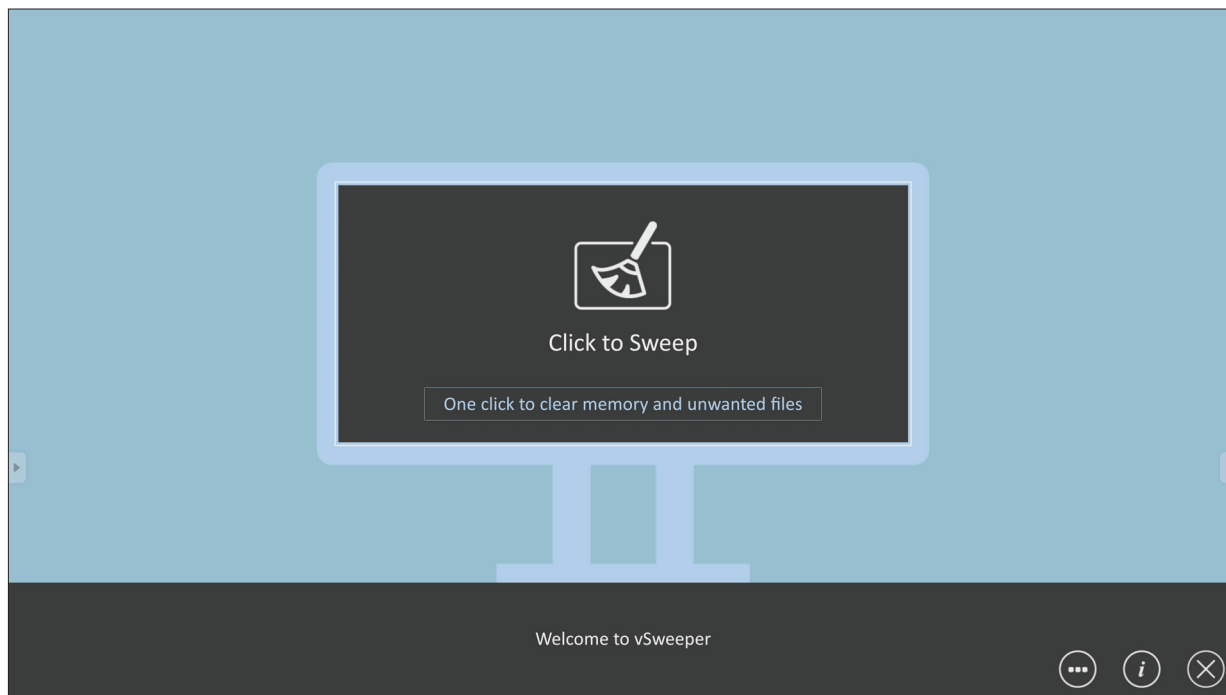 Click to Sweep
One click to clear memory and unwanted files
Welcome to vSweeper
i